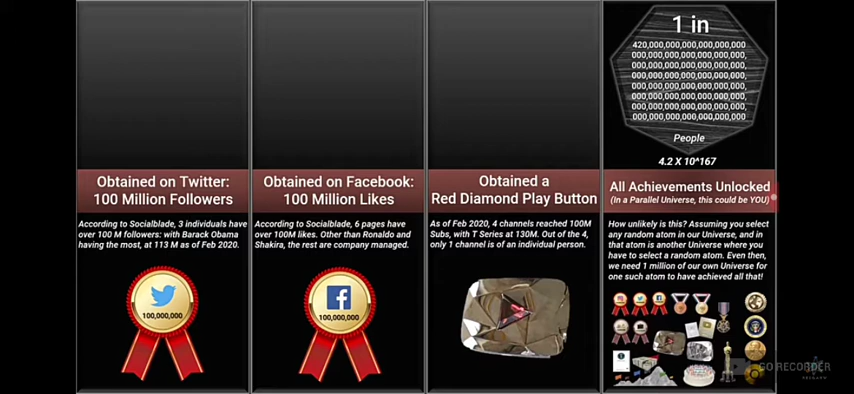 Obtained on Twitter:
100 Million Followers
According to Socialblade, 3 individuals have
over 100 M followers: with Barack Obama
having the most, at 113 M as of Feb 2020.
100,000,000
Obtained on Facebook:
100 Million Likes
According to Socialblade, 6 pages have
over 100M likes. Other than Ronaldo and
Shakira, the rest are company managed.
100,000,000
Obtained a
Red Diamond Play Button
As of Feb 2020, 4 channels reached 100M
Subs, with T Series at 130M. Out of the 4,
only 1 channel is of an individual person.
1 in
420,000,000,000,000,000,000
000,000,000,000,000,000,000,
000,000,000,000,000,000,000,
000,000,000,000,000,000,000,
000,000,000,000,000,000,000,
000,000,000,000,000,000,000,
000,000,000,000,000,000,000,
000,000,000,000,000,000,000
People
4.2 X 10^167
All Achievements Unlocked
(In a Parallel Universe, this could be YOU)
How unlikely is this? Assuming you select
any random atom in our Universe, and in
that atom is another Universe where you
have to select a random atom. Even then,
we need 1 million of our own Universe for
one such atom to have achieved all that!
GO RECORDER